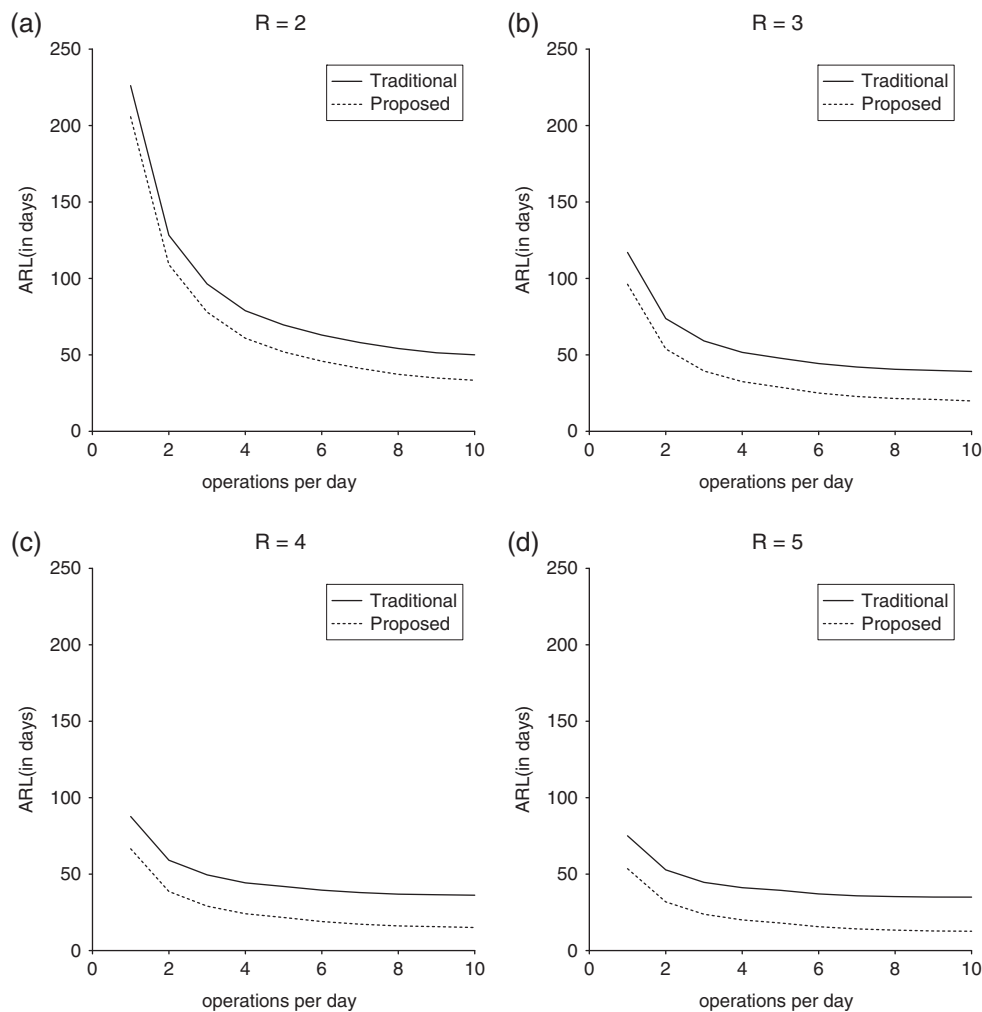 (a)
R = 2
250
200
150
100
50
0
ARL(in days)
Traditional
Proposed
0 2 4 6 8 10
operations per day
(b)
R = 3
250
200
150
100
50
0
ARL(in days)
Traditional
Proposed
0 2 4 6 8 10
operations per day
(c)
R = 4
250
200
150
100
50
0
ARL(in days)
Traditional
Proposed
0 2 4 6 8 10
operations per day
(d)
R = 5
250
200
150
100
50
0
ARL(in days)
Traditional
Proposed
0 2 4 6 8 10
operations per day